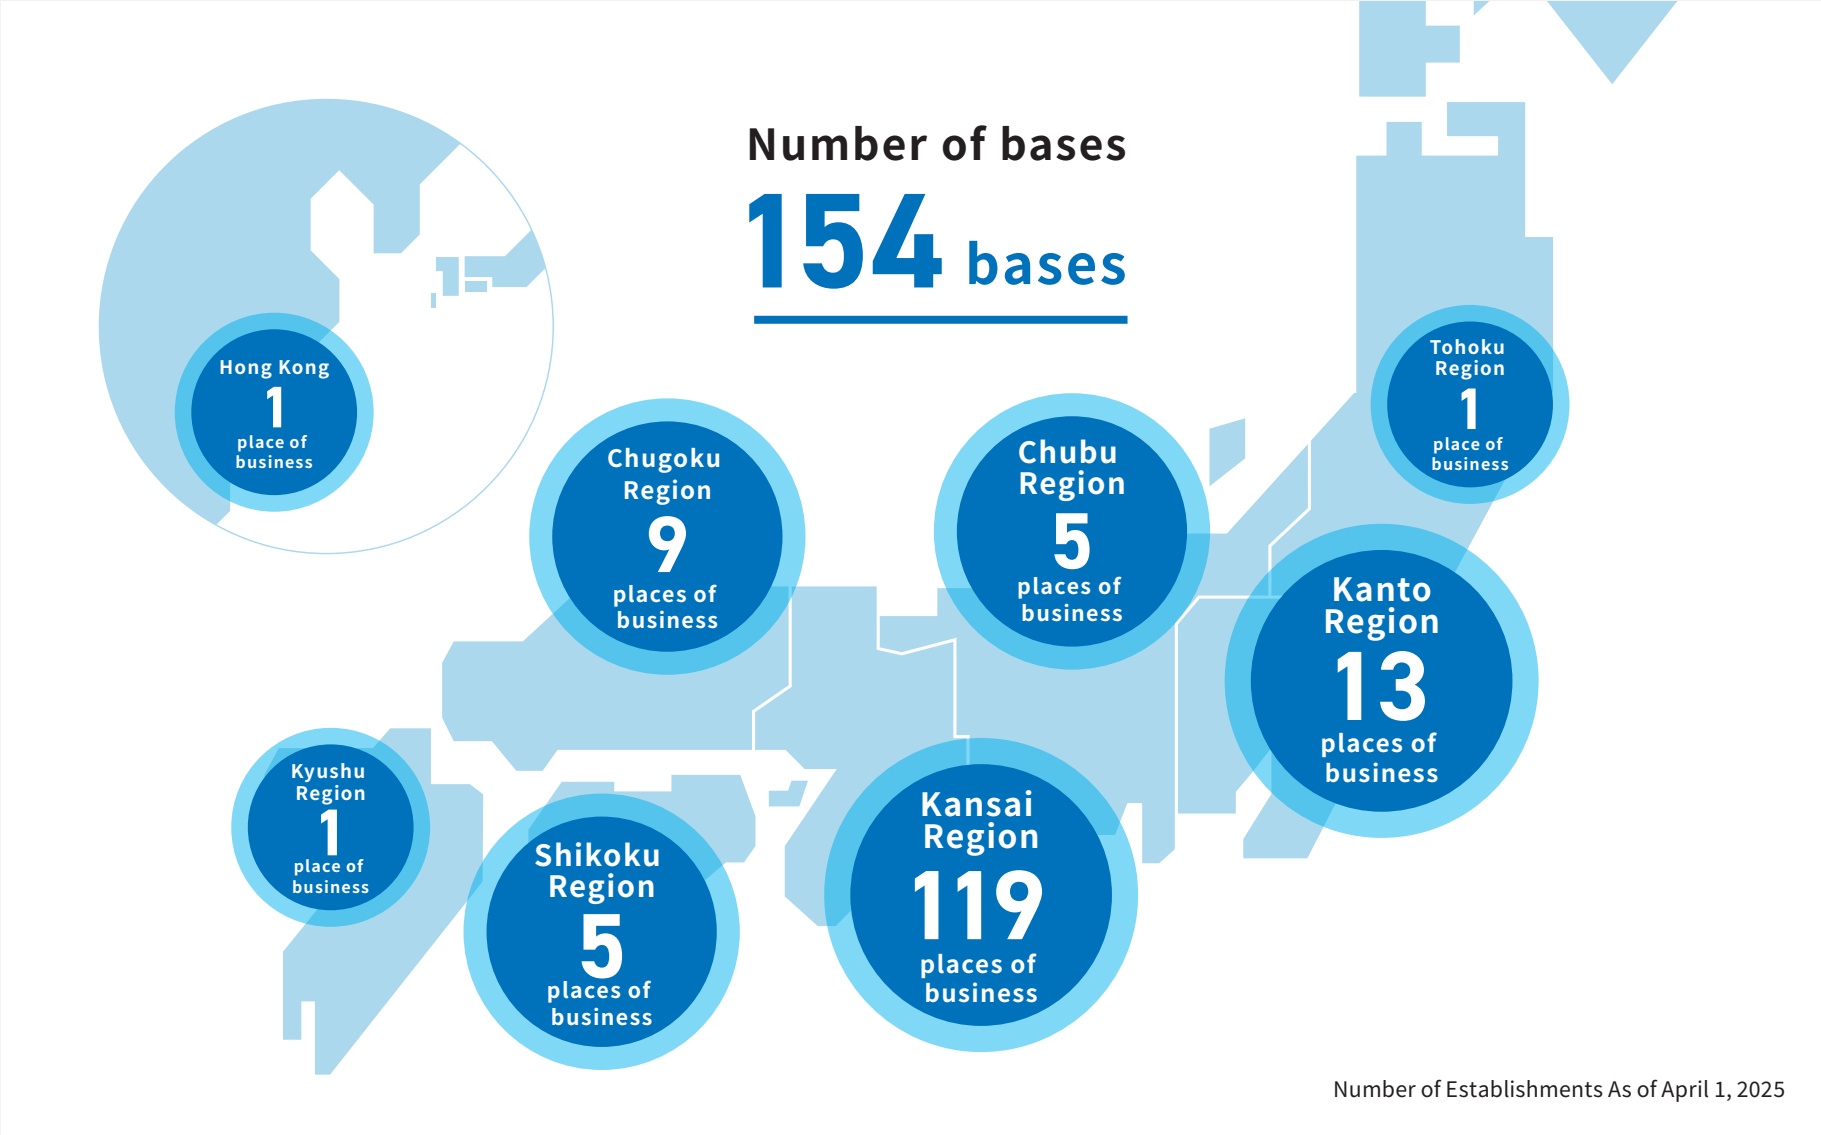 Number of bases
154 bases
Hong Kong
1
place of
business
Tohoku
Region
1
place of
business
Chugoku
Region
9
places of
business
Chubu
Region
5
places of
business
Kanto
Region
13
places of
business
Kyushu
Region
1
place of
business
Shikoku
Region
5
places of
business
Kansai
Region
119
places of
business
Number of Establishments As of April 1, 2025